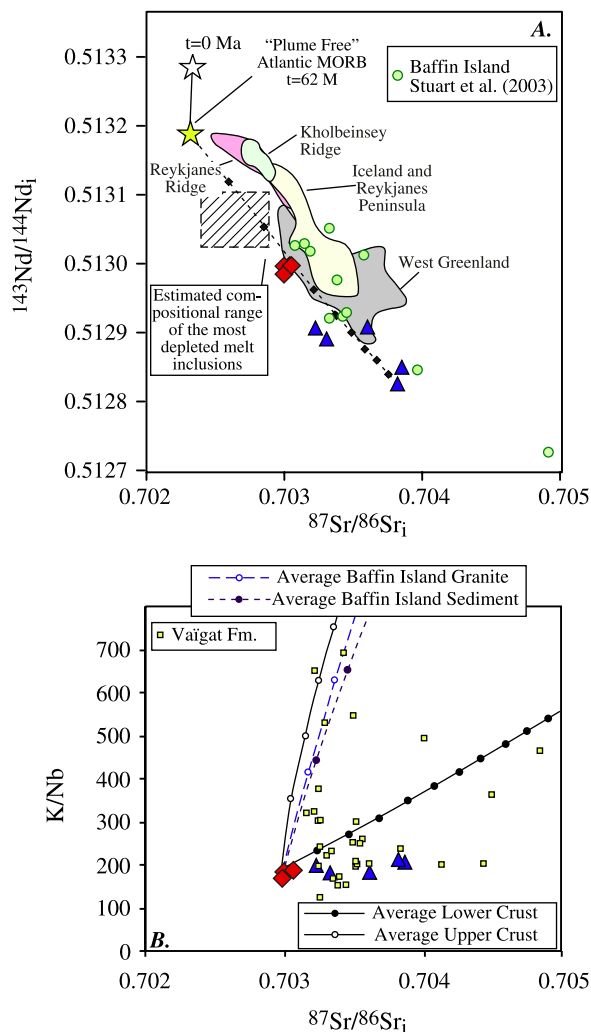 A.
t=0 Ma
“Plume Free”
Atlantic MORB
t=62 M
Baffin Island
Stuart et al. (2003)
Kholbeinsey
Ridge
Reykjanes
Ridge
Iceland and
Reykjanes
Peninsula
West Greenland
Estimated com-
positional range
of the most
depleted melt
inclusions
143Nd/144Ndi
0.5133
0.5132
0.5131
0.5130
0.5129
0.5128
0.5127
0.702
0.703
0.704
0.705
87Sr/86Sri
Average Baffin Island Granite
Average Baffin Island Sediment
Vaïgat Fm.
K/Nb
700
600
500
400
300
200
100
0
B.
Average Lower Crust
Average Upper Crust
0.702
0.703
0.704
0.705
87Sr/86Sri